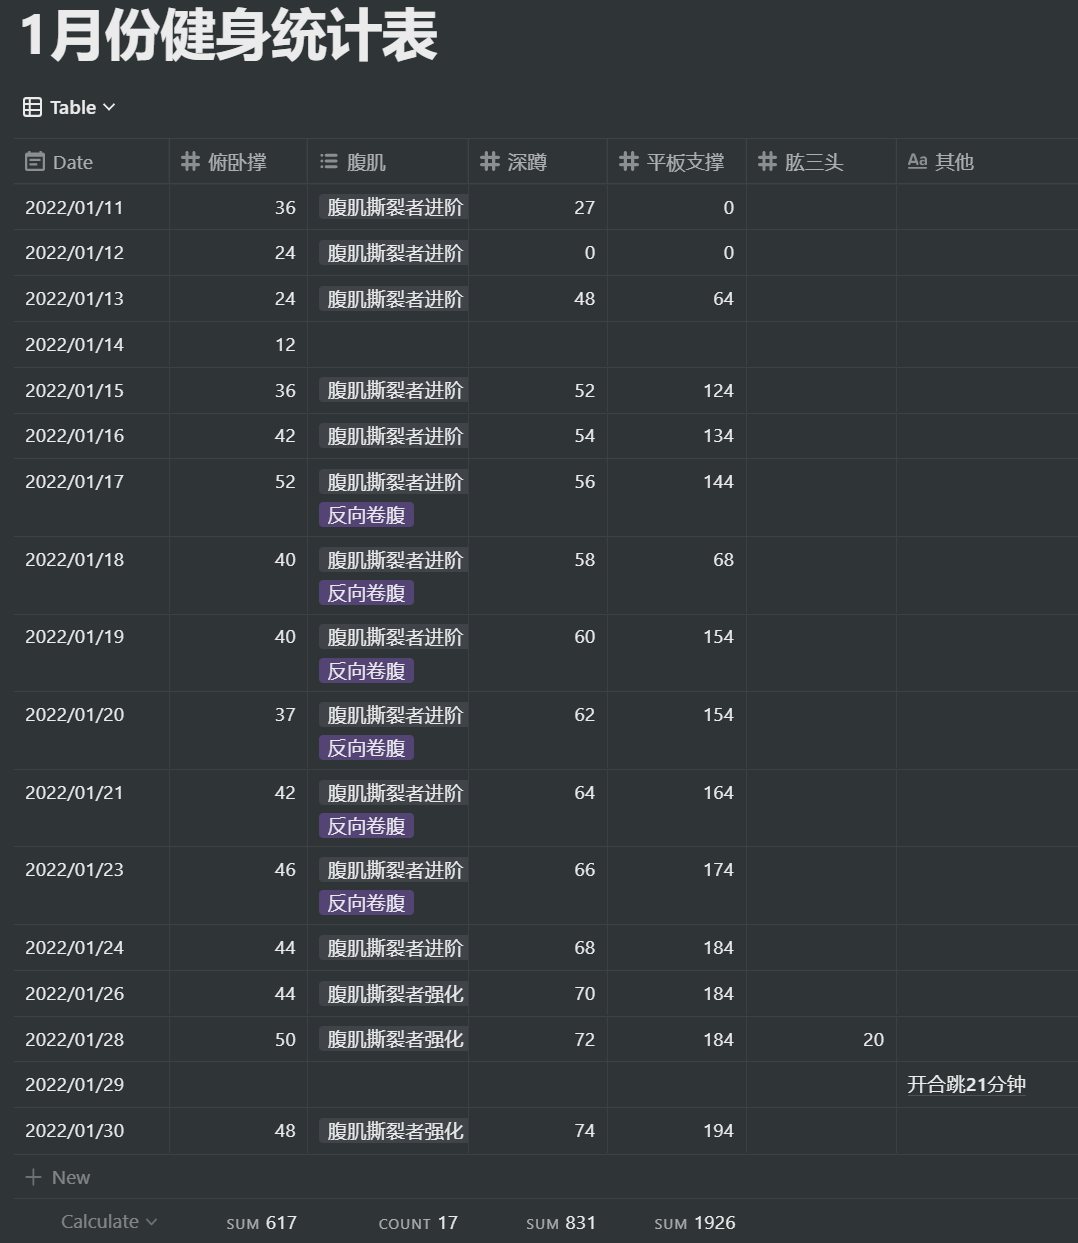 1月份健身统计表
Table
Date 俯卧撑 腹肌 深蹲 平板支撑 肱三头 Aa 其他
2022/01/11 36 腹肌撕裂者进阶 27 0
2022/01/12 24 腹肌撕裂者进阶 0 0
2022/01/13 24 腹肌撕裂者进阶 48 64
2022/01/14 12
2022/01/15 36 腹肌撕裂者进阶 52 124
2022/01/16 42 腹肌撕裂者进阶 54 134
2022/01/17 52 腹肌撕裂者进阶 56 144
反向卷腹
2022/01/18 40 腹肌撕裂者进阶 58 68
反向卷腹
2022/01/19 40 腹肌撕裂者进阶 60 154
反向卷腹
2022/01/20 37 腹肌撕裂者进阶 62 154
反向卷腹
2022/01/21 42 腹肌撕裂者进阶 64 164
反向卷腹
2022/01/23 46 腹肌撕裂者进阶 66 174
反向卷腹
2022/01/24 44 腹肌撕裂者进阶 68 184
2022/01/26 44 腹肌撕裂者强化 70 184
2022/01/28 50 腹肌撕裂者强化 72 184 20
2022/01/29 开合跳21分钟
2022/01/30 48 腹肌撕裂者强化 74 194
+ New
Calculate SUM 617 COUNT 17 SUM 831 SUM 1926